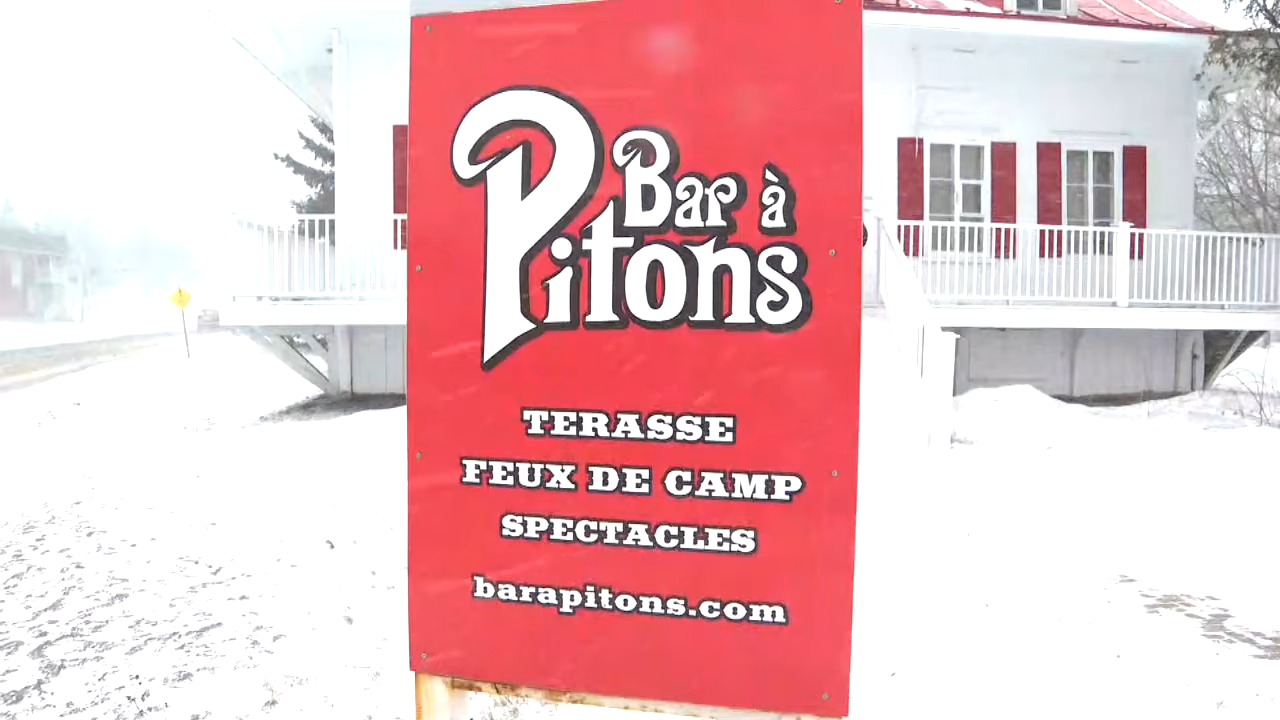 Bar à
Pitons
TERASSE
FEUX DE CAMP
SPECTACLES
barapitons.com